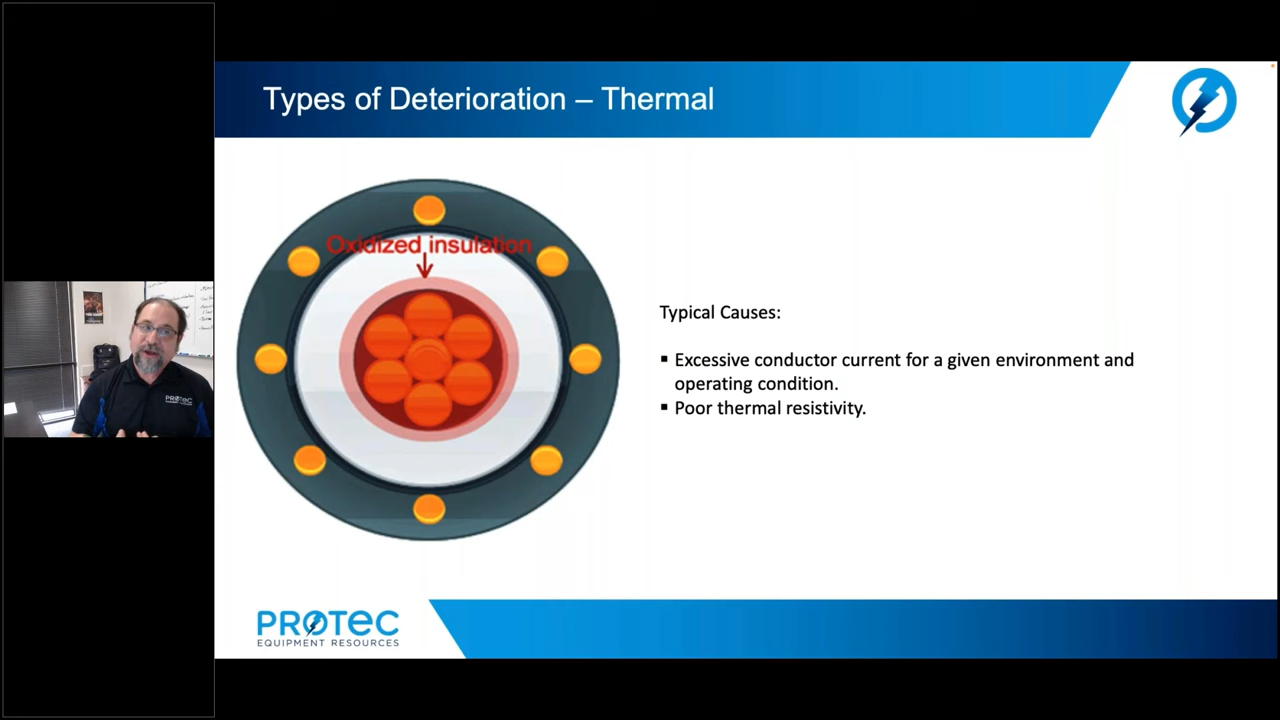 Types of Deterioration – Thermal
Oxidized insulation
Typical Causes:
▪ Excessive conductor current for a given environment and
operating condition.
▪ Poor thermal resistivity.
PROTEC
PROTEC
EQUIPMENT RESOURCES